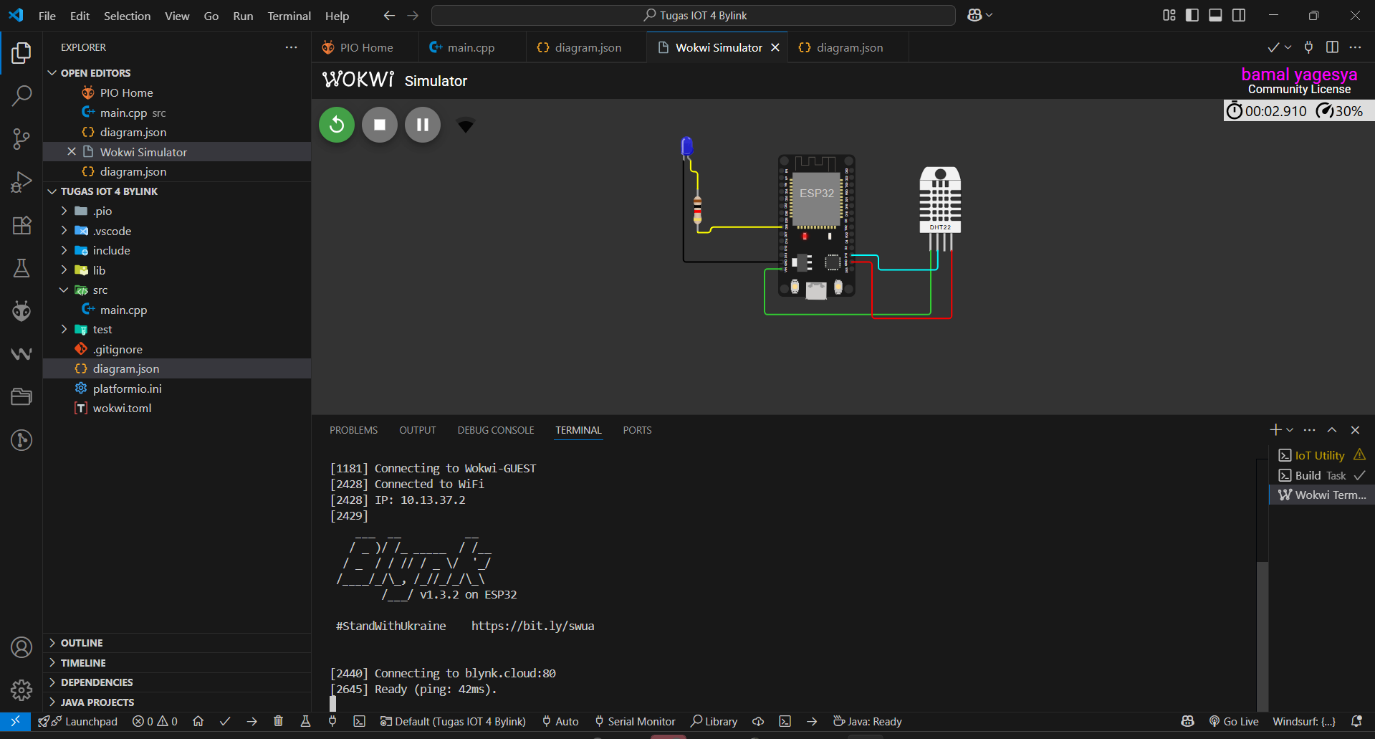 File Edit Selection View Go Run Terminal Help
Tugas IOT 4 Bylink
EXPLORER
OPEN EDITORS
PIO Home
main.cpp src
diagram.json
Wokwi Simulator
diagram.json
TUGAS IOT 4 BYLINK
.pio
.vscode
include
lib
src
main.cpp
test
.gitignore
diagram.json
platformio.ini
wokwi.toml
OUTLINE
TIMELINE
DEPENDENCIES
JAVA PROJECTS
PIO Home main.cpp diagram.json Wokwi Simulator diagram.json
WOKWI Simulator
bamal yagesya
Community License
00:02.910 30%
ESP32
DHT22
PROBLEMS OUTPUT DEBUG CONSOLE TERMINAL PORTS
[1181] Connecting to Wokwi-GUEST
[2428] Connected to WiFi
[2428] IP: 10.13.37.2
[2429]
    ___  __          __
   / _ )/ /_ _____  / /__
  / _  / / // / _ \/  '_/
 /____/_/\_, /_//_/_/\_\
        /___/ v1.3.2 on ESP32
#StandWithUkraine    https://bit.ly/swua
[2440] Connecting to blynk.cloud:80
[2645] Ready (ping: 42ms).
IoT Utility
Build Task
Wokwi Term...
Launchpad 0 0 Default (Tugas IOT 4 Bylink) Auto Serial Monitor Library Java: Ready Go Live Windsurf: {...}